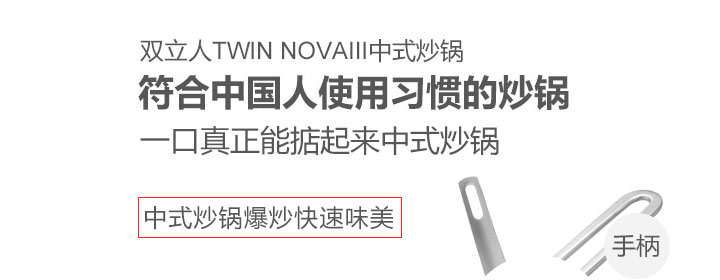 双立人TWIN NOVAIII中式炒锅
符合中国人使用习惯的炒锅
一口真正能掂起来中式炒锅
中式炒锅爆炒快速味美
手柄